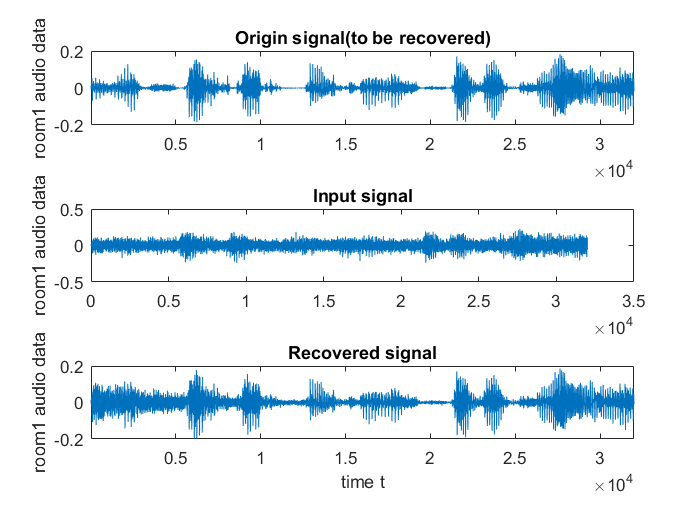 Origin signal(to be recovered)
room1 audio data
0.2
0
-0.2
0.5 1 1.5 2 2.5 3
×10⁴
Input signal
room1 audio data
0.5
0
-0.5
0 0.5 1 1.5 2 2.5 3 3.5
×10⁴
Recovered signal
room1 audio data
0.2
0
-0.2
0.5 1 1.5 2 2.5 3
time t
×10⁴